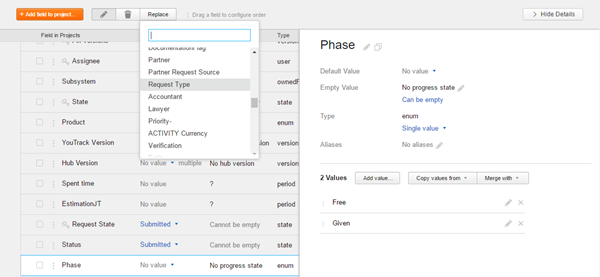 + Add field to project...
Replace
Drag a field to configure order
> Hide Details
Field in Projects
Type
version
Assignee
user
Subsystem
State
state
Product
enum
YouTrack Version
version
Hub Version
No value
multiple
No hub version
version
Spent time
No value
?
period
EstimationJT
No value
?
period
Request State
Submitted
Cannot be empty
state
Status
Submitted
Cannot be empty
state
Phase
No value
No progress state
enum
Partner
Partner Request Source
Request Type
Accountant
Lawyer
Priority-
ACTIVITY Currency
Verification
Phase
Default Value
No value
Empty Value
No progress state
Can be empty
Type
enum
Single value
Aliases
No aliases
2 Values
Add value...
Copy values from
Merge with
Free
Given